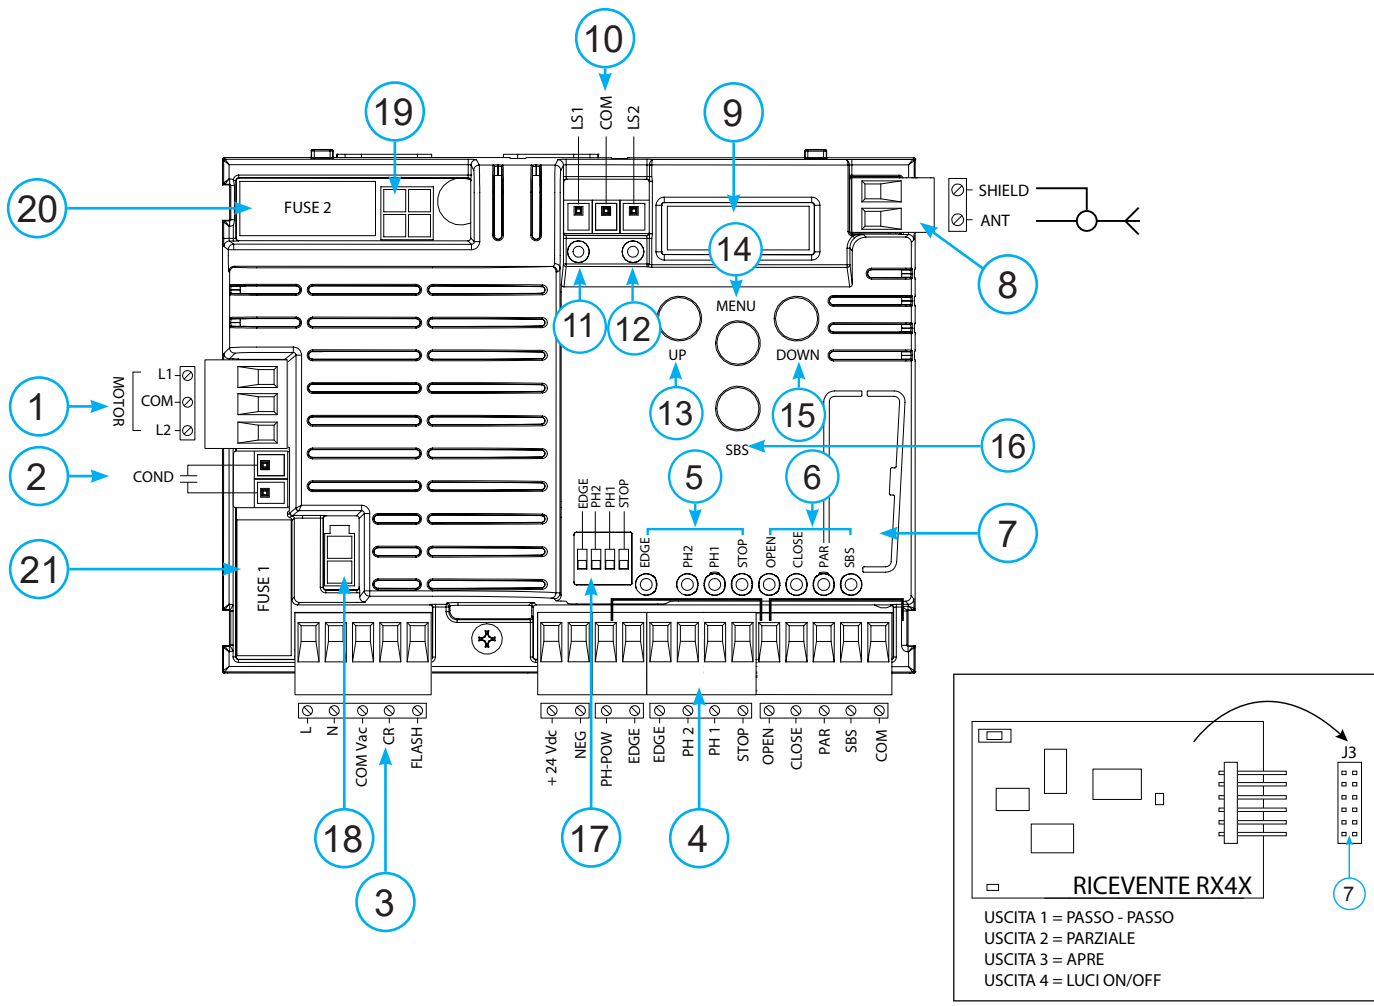 10
LS1
COM
LS2
19
9
20
FUSE 2
SHIELD
ANT
14
8
11
12
MENU
UP
DOWN
1
MOTOR
L1
COM
L2
13
15
SBS
16
2
COND
5
6
7
EDGE
PH2
PH1
STOP
EDGE
PH2
PH1
STOP
OPEN
CLOSE
PAR
SBS
21
FUSE 1
L
N
COM Vac
CR
FLASH
+ 24 Vdc
NEG
PH-POW
EDGE
EDGE
PH 2
PH 1
STOP
OPEN
CLOSE
PAR
SBS
COM
18
17
4
3
J3
7
RICEVENTE RX4X
USCITA 1 = PASSO - PASSO
USCITA 2 = PARZIALE
USCITA 3 = APRE
USCITA 4 = LUCI ON/OFF